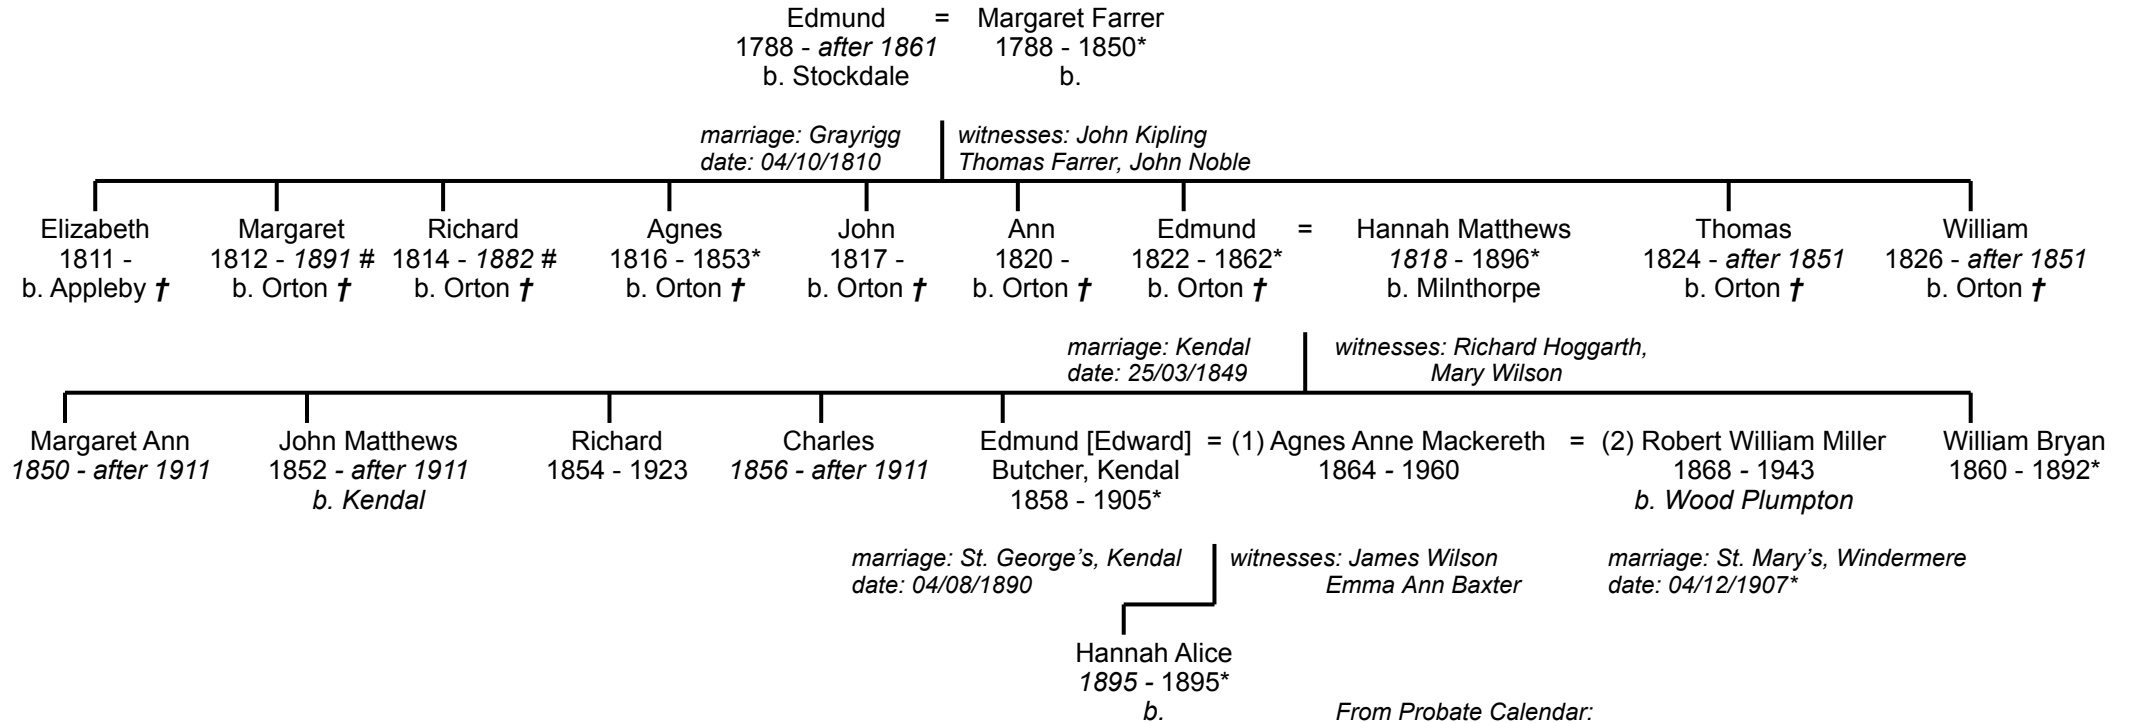 Edmund = Margaret Farrer
1788 - after 1861 1788 - 1850*
b. Stockdale b.
marriage: Grayrigg witnesses: John Kipling
date: 04/10/1810 Thomas Farrer, John Noble
Elizabeth Margaret Richard Agnes John Ann Edmund = Hannah Matthews Thomas William
1811 - 1812 - 1891 # 1814 - 1882 # 1816 - 1853* 1817 - 1820 - 1822 - 1862* 1818 - 1896* 1824 - after 1851 1826 - after 1851
b. Appleby † b. Orton † b. Orton † b. Orton † b. Orton † b. Orton † b. Orton † b. Milnthorpe b. Orton † b. Orton †
marriage: Kendal witnesses: Richard Hoggarth,
date: 25/03/1849 Mary Wilson
Margaret Ann John Matthews Richard Charles Edmund [Edward] = (1) Agnes Anne Mackereth = (2) Robert William Miller William Bryan
1850 - after 1911 1852 - after 1911 1854 - 1923 1856 - after 1911 Butcher, Kendal 1864 - 1960 1868 - 1943 1860 - 1892*
b. Kendal 1858 - 1905* b. Wood Plumpton
marriage: St. George’s, Kendal witnesses: James Wilson marriage: St. Mary’s, Windermere
date: 04/08/1890 Emma Ann Baxter date: 04/12/1907*
Hannah Alice
1895 - 1895*
b. From Probate Calendar: